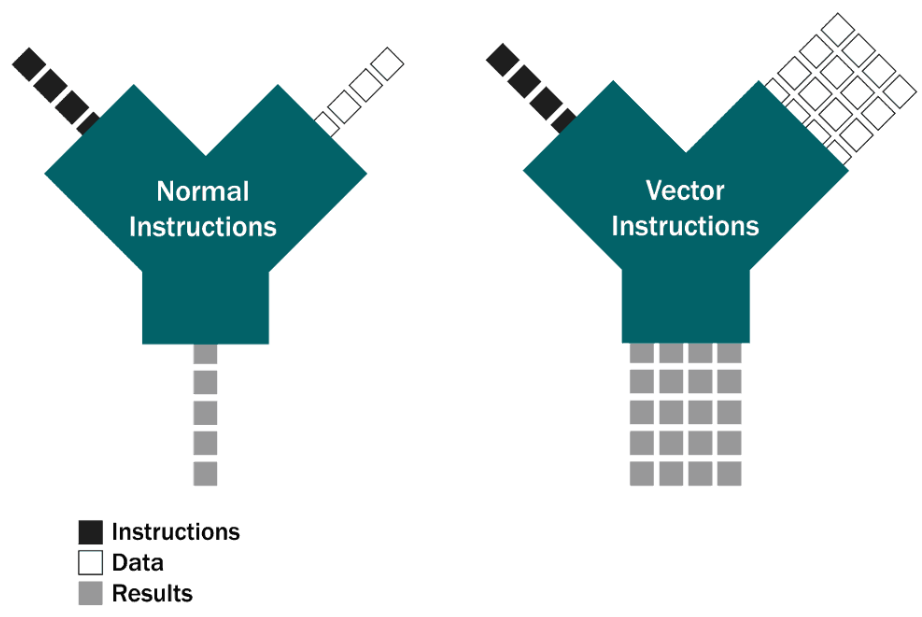 Normal
Instructions
Vector
Instructions
Instructions
Data
Results